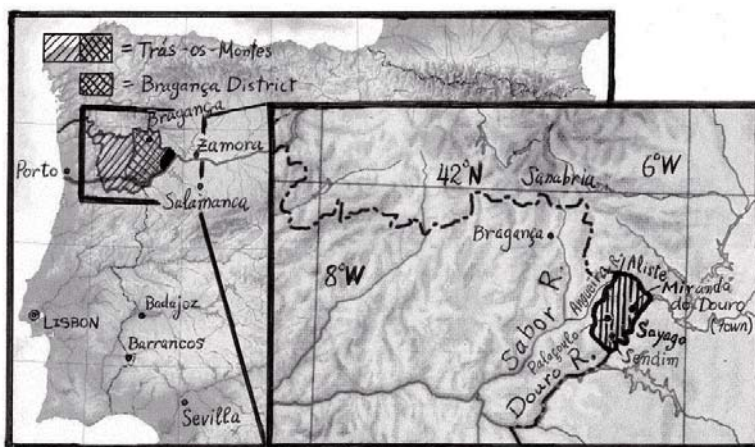 = Trás-os-Montes
= Bragança District
Bragança
Zamora
Porto
Salamanca
LISBON
Badajoz
Barrancos
Sevilla
42°N
6°W
Sanabria
Bragança
8°W
Angueira R.
Aliste
Miranda
do Douro
(Town)
Sabor R.
Sayago
Palaçoulo
Sendim
Douro R.